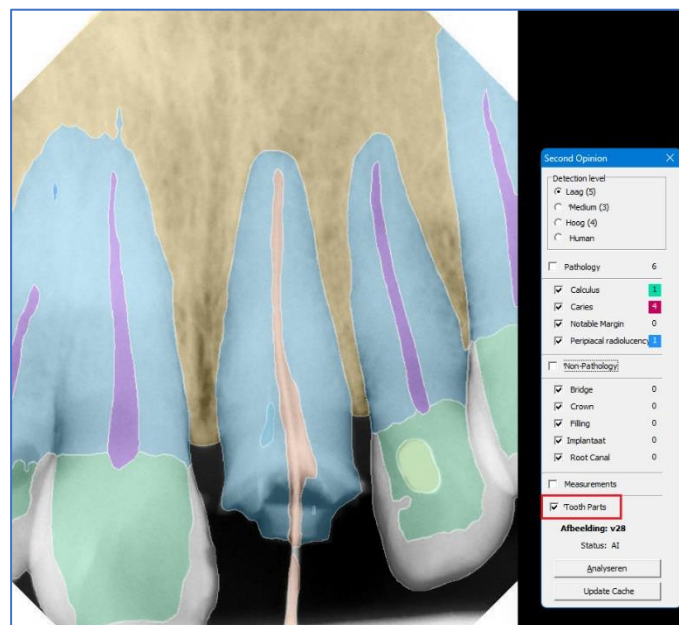 Second Opinion
Detection level
Laag (5)
'Medium (3)
Hoog (4)
Human
Pathology 6
Calculus 1
Caries 4
Notable Margin 0
Peripiacal radiolucency 1
'Non-Pathology
Bridge 0
Crown 0
Filling 0
Implantaat 0
Root Canal 0
Measurements
'Tooth Parts
Afbeelding: v28
Status: AI
Analyseren
Update Cache